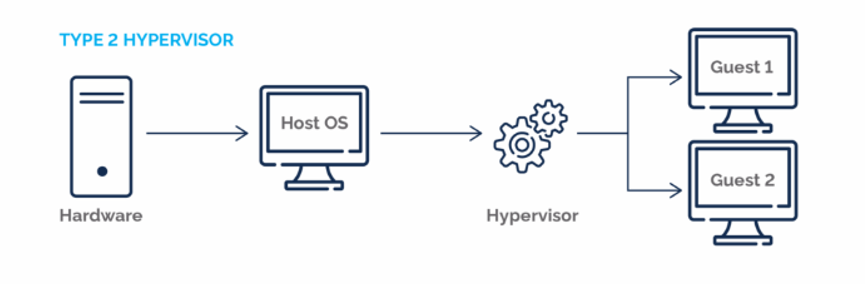 TYPE 2 HYPERVISOR
Hardware
Host OS
Hypervisor
Guest 1
Guest 2